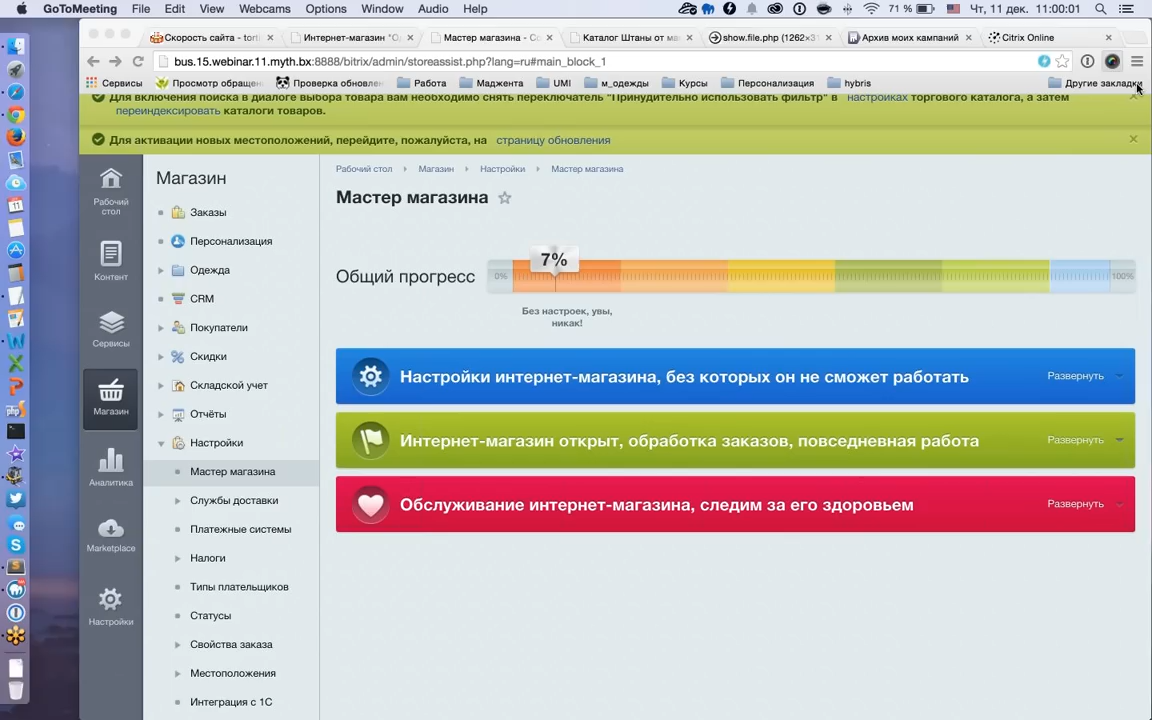 GoToMeeting File Edit View Webcams Options Window Audio Help 71 % Чт, 11 дек. 11:00:01
Скорость сайта - torti Интернет-магазин "О Мастер магазина - Со Каталог Штаны от ма show.file.php (1262×3 Архив моих кампаний Citrix Online
bus.15.webinar.11.myth.bx:8888/bitrix/admin/storeassist.php?lang=ru#main_block_1
Сервисы Просмотр обращен Проверка обновлен Работа Маджента UMI м_одежды Курсы Персонализация hybris Другие закладки
Для включения поиска в диалоге выбора товара вам необходимо снять переключатель "Принудительно использовать фильтр" в настройках торгового каталога, а затем
переиндексировать каталоги товаров.
Для активации новых местоположений, перейдите, пожалуйста, на страницу обновления
Рабочий стол
Контент
Сервисы
Магазин
Аналитика
Marketplace
Настройки
Магазин
Заказы
Персонализация
Одежда
CRM
Покупатели
Скидки
Складской учет
Отчёты
Настройки
Мастер магазина
Службы доставки
Платежные системы
Налоги
Типы плательщиков
Статусы
Свойства заказа
Местоположения
Интеграция с 1С
Рабочий стол Магазин Настройки Мастер магазина
Мастер магазина
7%
Общий прогресс 0% 100%
Без настроек, увы,
никак!
Настройки интернет-магазина, без которых он не сможет работать Развернуть
Интернет-магазин открыт, обработка заказов, повседневная работа Развернуть
Обслуживание интернет-магазина, следим за его здоровьем Развернуть